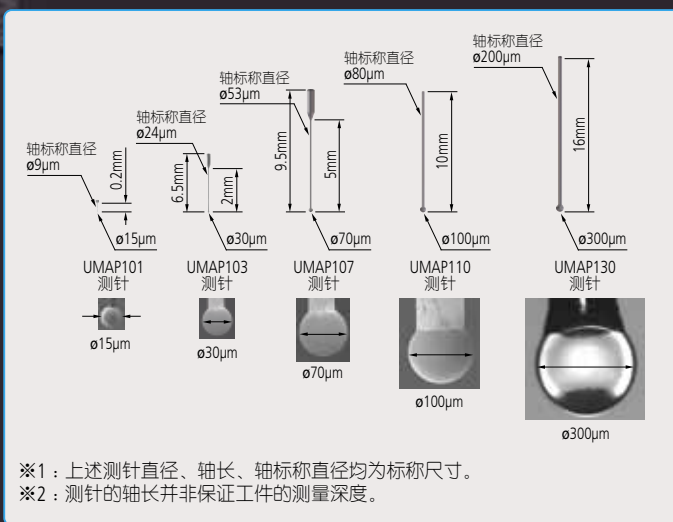 轴标称直径
ø9µm
0.2mm
ø15µm
UMAP101
测针
ø15µm
轴标称直径
ø24µm
6.5mm
2mm
ø30µm
UMAP103
测针
ø30µm
轴标称直径
ø53µm
9.5mm
5mm
ø70µm
UMAP107
测针
ø70µm
轴标称直径
ø80µm
10mm
ø100µm
UMAP110
测针
ø100µm
轴标称直径
ø200µm
16mm
ø300µm
UMAP130
测针
ø300µm
※1：上述测针直径、轴长、轴标称直径均为标称尺寸。
※2：测针的轴长并非保证工件的测量深度。